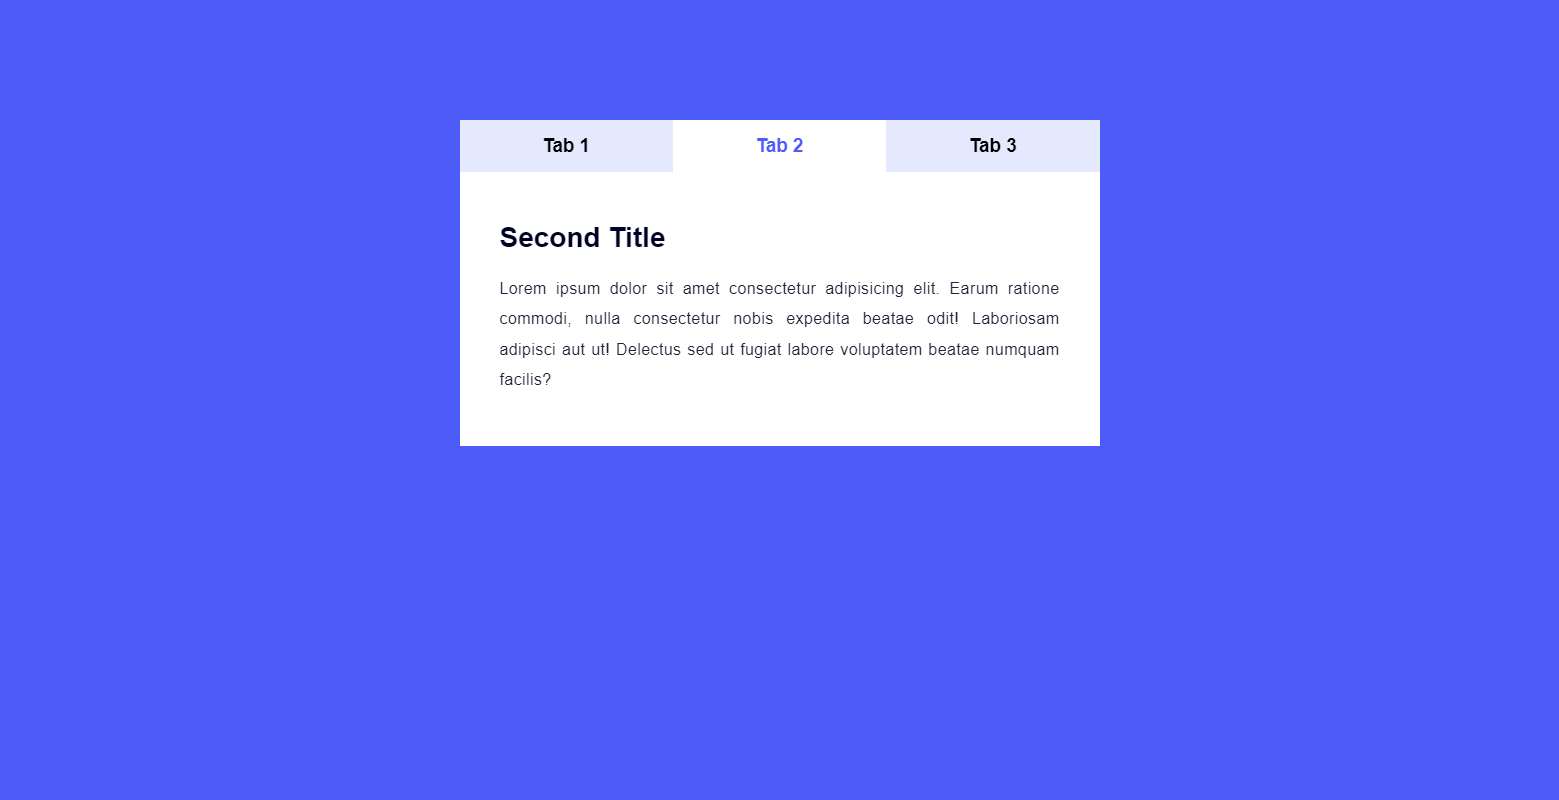 Tab 1
Tab 2
Tab 3
Second Title
Lorem ipsum dolor sit amet consectetur adipisicing elit. Earum ratione
commodi, nulla consectetur nobis expedita beatae odit! Laboriosam
adipisci aut ut! Delectus sed ut fugiat labore voluptatem beatae numquam
facilis?